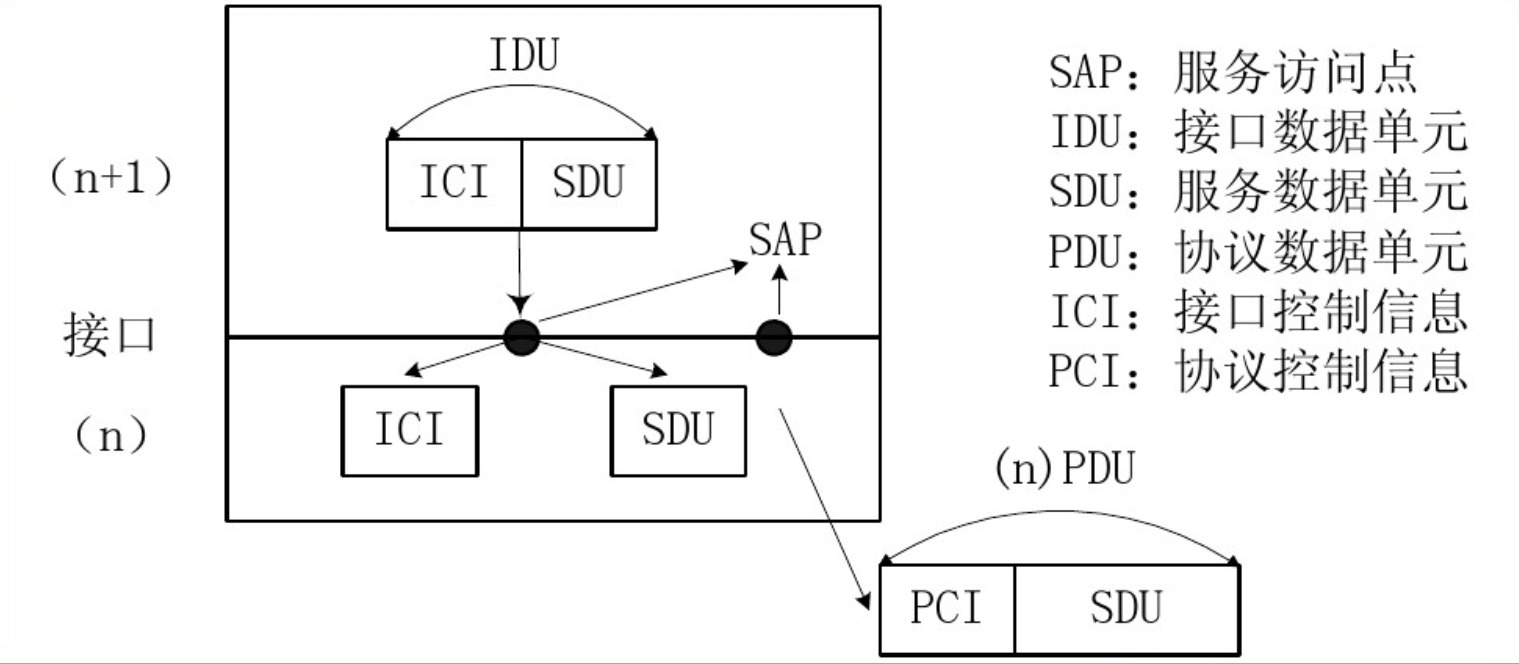 IDU
(n+1)
ICI
SDU
SAP
接口
(n)
ICI
SDU
SAP：服务访问点
IDU：接口数据单元
SDU：服务数据单元
PDU：协议数据单元
ICI：接口控制信息
PCI：协议控制信息
(n)PDU
PCI
SDU